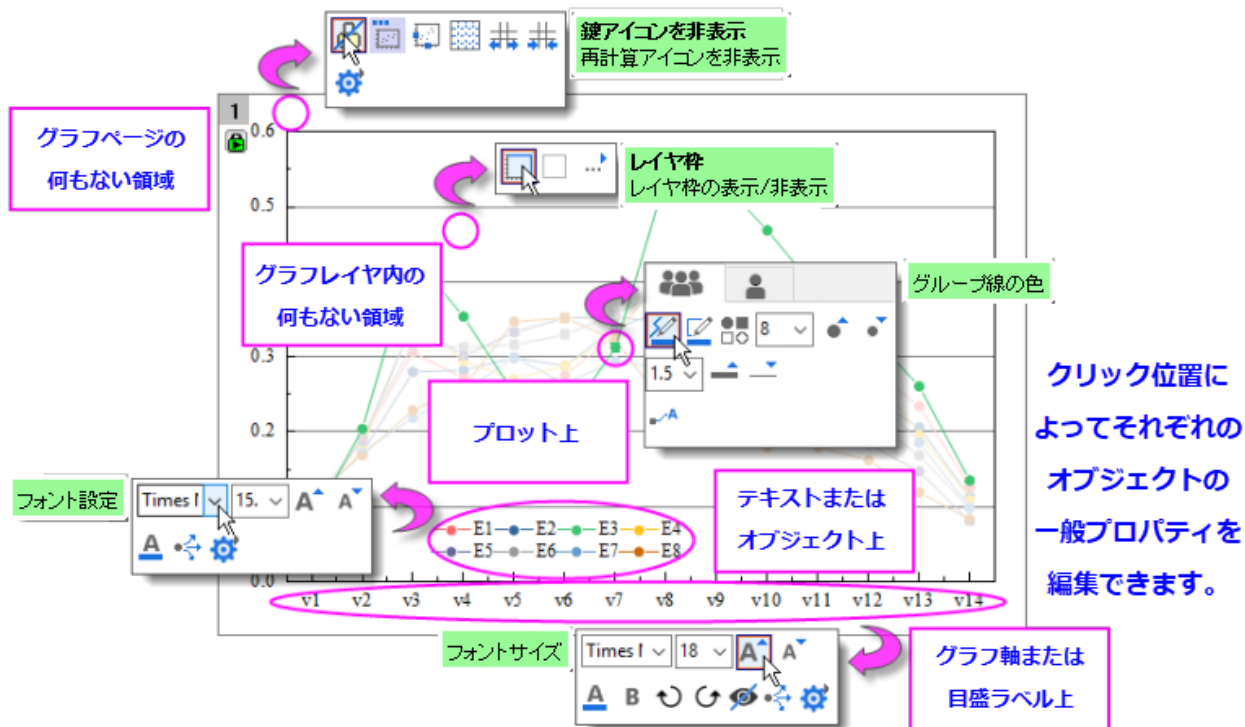 鍵アイコンを非表示
再計算アイコンを非表示
グラフページの
何もない領域
1
レイヤ枠
レイヤ枠の表示/非表示
グラフレイヤ内の
何もない領域
グループ線の色
8
1.5
プロット上
クリック位置に
よってそれぞれの
オブジェクトの
一般プロパティを
編集できます。
フォント設定
15.
A A
A
テキストまたは
オブジェクト上
0.6
0.5
0.3
0.2
0.0
E1 E2 E3 E4
E5 E6 E7 E8
v1 v2 v3 v4 v5 v6 v7 v8 v9 v10 v11 v12 v13 v14
フォントサイズ
18
A A
A B
グラフ軸または
目盛ラベル上